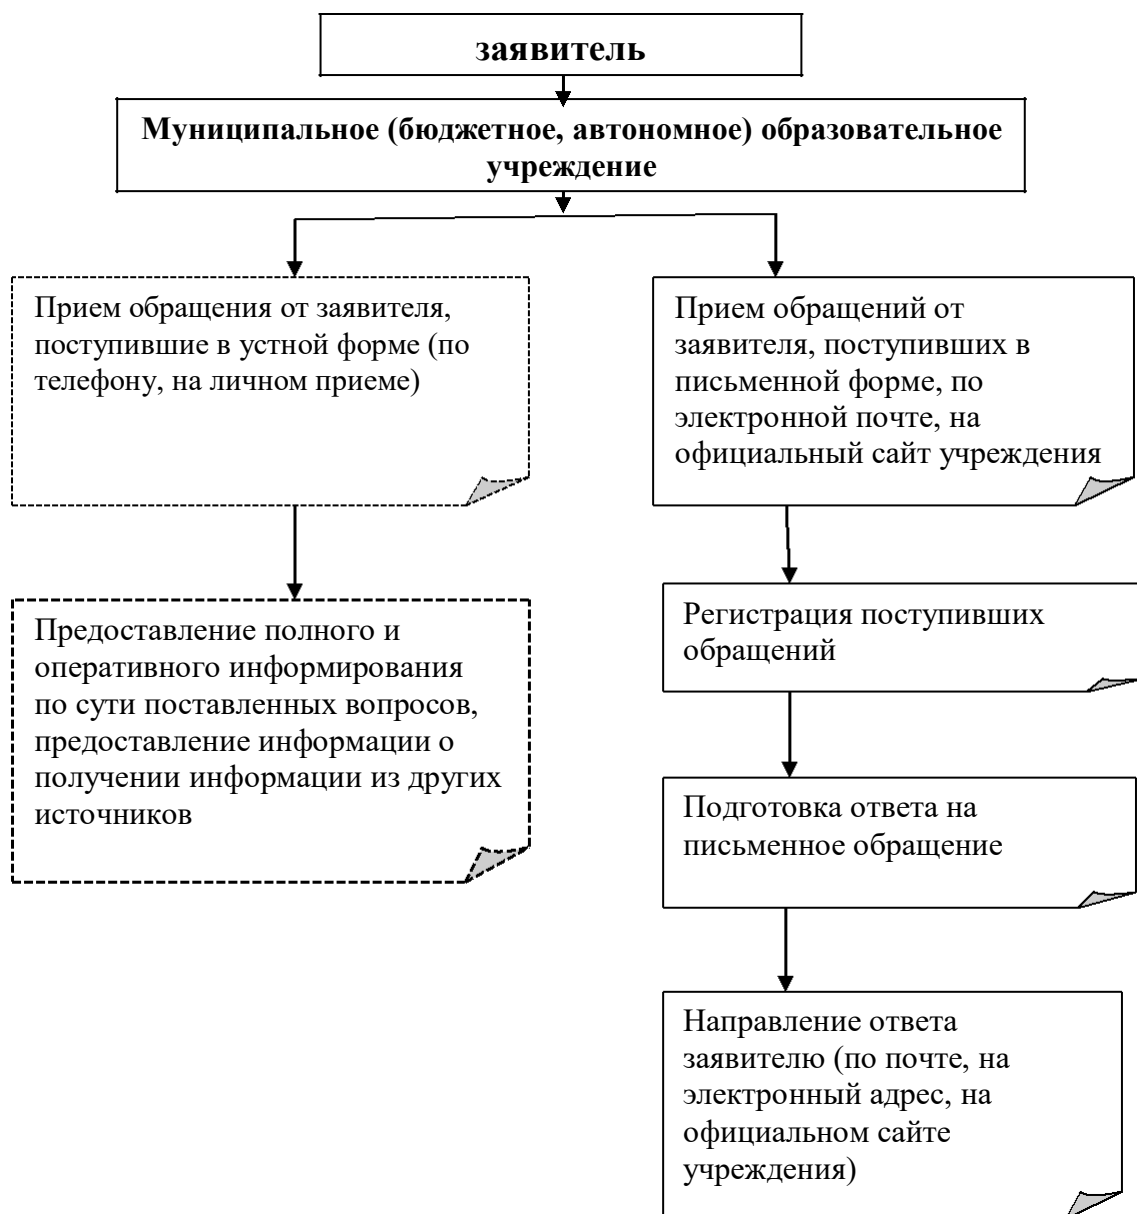 заявитель
Муниципальное (бюджетное, автономное) образовательное
учреждение
Прием обращения от заявителя,
поступившие в устной форме (по
телефону, на личном приеме)
Предоставление полного и
оперативного информирования
по сути поставленных вопросов,
предоставление информации о
получении информации из других
источников
Прием обращений от
заявителя, поступивших в
письменной форме, по
электронной почте, на
официальный сайт учреждения
Регистрация поступивших
обращений
Подготовка ответа на
письменное обращение
Направление ответа
заявителю (по почте, на
электронный адрес, на
официальном сайте
учреждения)